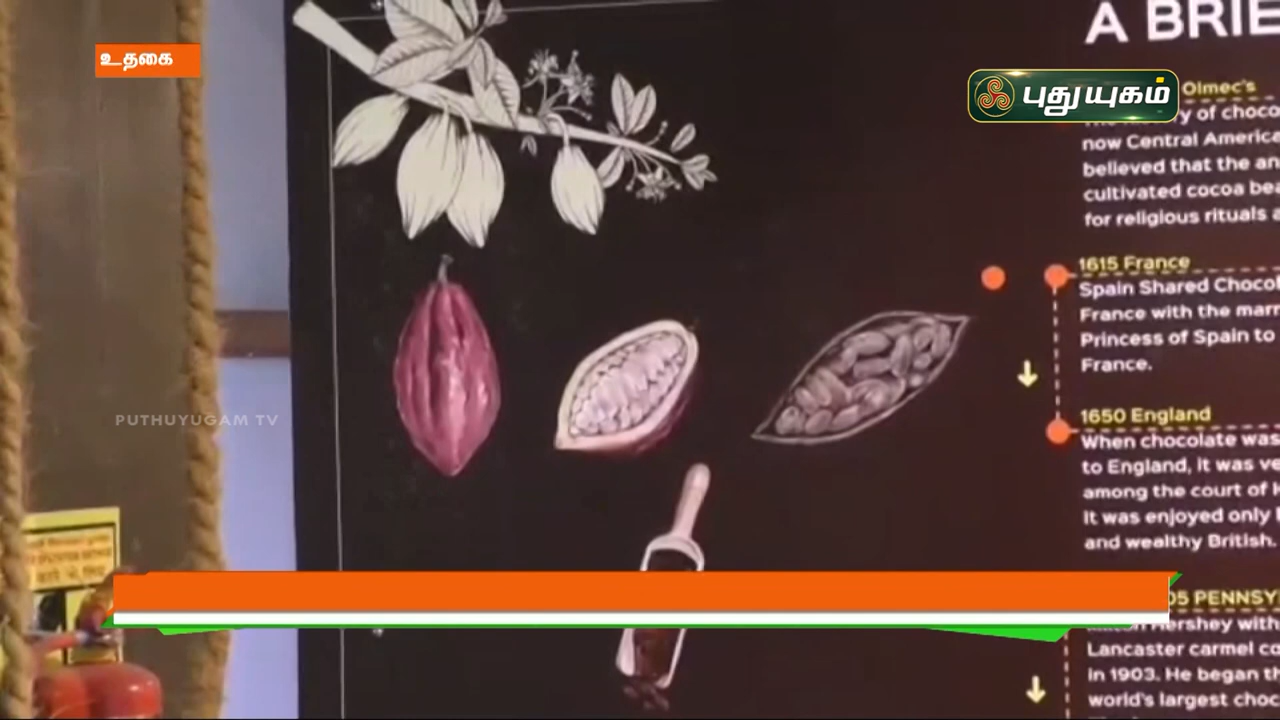 உதகை
புதுயுகம்
PUTHUYUGAM TV
A BRIE
Olmec's
y of choco
now Central America
believed that the an
cultivated cocoa bea
for religious rituals a
1615 France
Spain Shared Chocol
France with the marr
Princess of Spain to
France.
1650 England
When chocolate was
to England, it was ve
among the court of K
It was enjoyed only
and wealthy British.
05 PENNSY
Hershey with
Lancaster carmel co
in 1903. He began th
world's largest choc